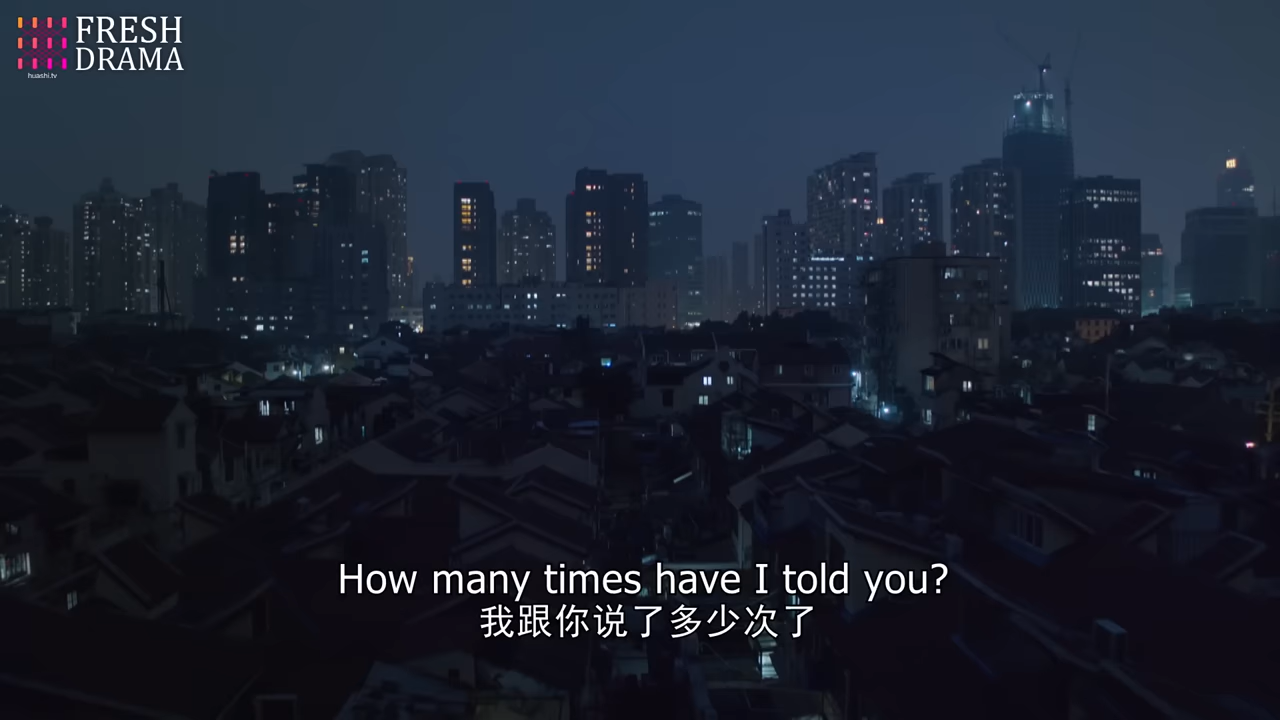 FRESH
DRAMA
huashi.tv
How many times have I told you?
我跟你说了多少次了